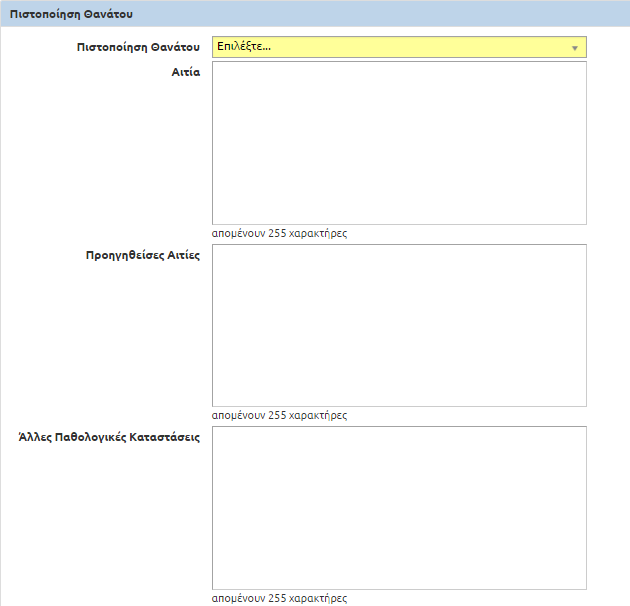 Πιστοποίηση Θανάτου
Πιστοποίηση Θανάτου Επιλέξτε...
Αιτία
απομένουν 255 χαρακτήρες
Προηγηθείσες Αιτίες
απομένουν 255 χαρακτήρες
Άλλες Παθολογικές Καταστάσεις
απομένουν 255 χαρακτήρες